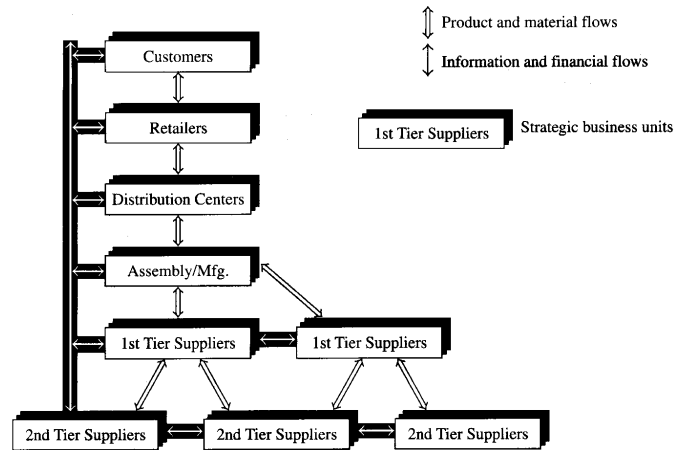 Product and material flows
Customers
Information and financial flows
Retailers
1st Tier Suppliers
Strategic business units
Distribution Centers
Assembly/Mfg.
1st Tier Suppliers
1st Tier Suppliers
2nd Tier Suppliers
2nd Tier Suppliers
2nd Tier Suppliers